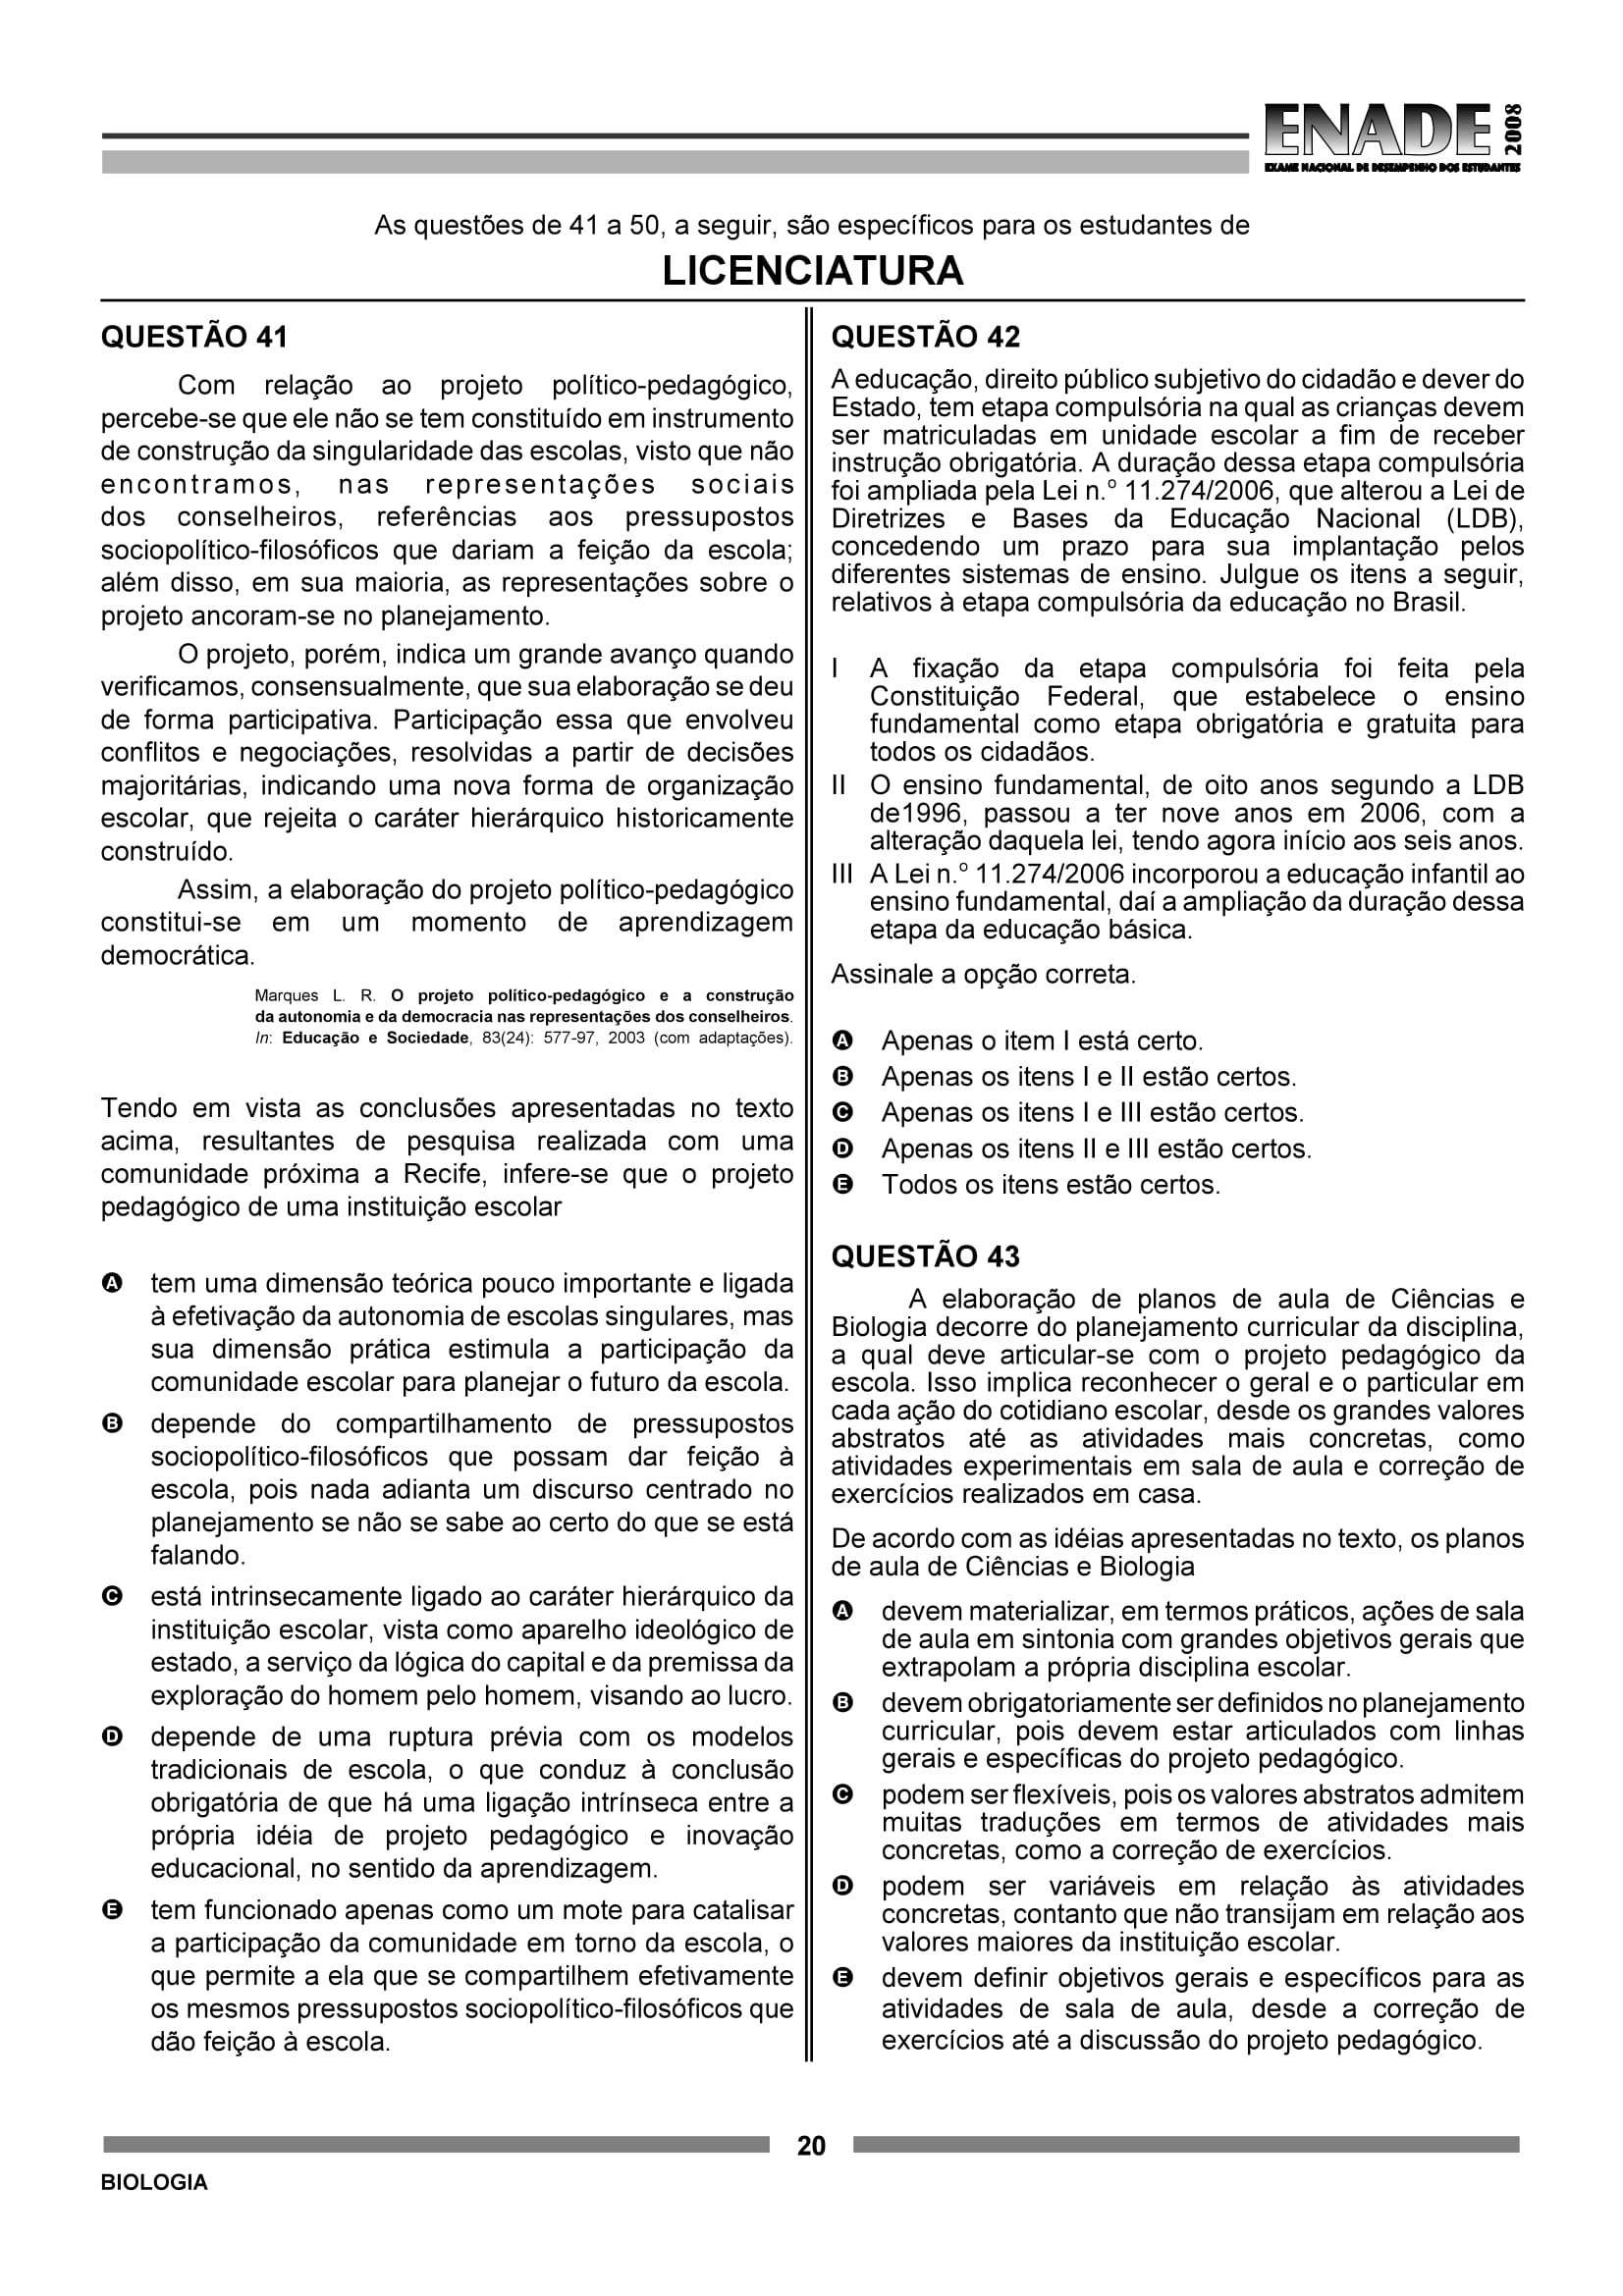 ENADE 2008
EXAME NACIONAL DE DESEMPENHO DOS ESTUDANTES
As questões de 41 a 50, a seguir, são específicos para os estudantes de
LICENCIATURA
QUESTÃO 41
Com relação ao projeto político-pedagógico,
percebe-se que ele não se tem constituído em instrumento
de construção da singularidade das escolas, visto que não
encontramos, nas representações sociais
dos conselheiros, referências aos pressupostos
sociopolítico-filosóficos que dariam a feição da escola;
além disso, em sua maioria, as representações sobre o
projeto ancoram-se no planejamento.
O projeto, porém, indica um grande avanço quando
verificamos, consensualmente, que sua elaboração se deu
de forma participativa. Participação essa que envolveu
conflitos e negociações, resolvidas a partir de decisões
majoritárias, indicando uma nova forma de organização
escolar, que rejeita o caráter hierárquico historicamente
construído.
Assim, a elaboração do projeto político-pedagógico
constitui-se em um momento de aprendizagem
democrática.
Marques L. R. O projeto político-pedagógico e a construção
da autonomia e da democracia nas representações dos conselheiros.
In: Educação e Sociedade, 83(24): 577-97, 2003 (com adaptações).
Tendo em vista as conclusões apresentadas no texto
acima, resultantes de pesquisa realizada com uma
comunidade próxima a Recife, infere-se que o projeto
pedagógico de uma instituição escolar
A tem uma dimensão teórica pouco importante e ligada
à efetivação da autonomia de escolas singulares, mas
sua dimensão prática estimula a participação da
comunidade escolar para planejar o futuro da escola.
B depende do compartilhamento de pressupostos
sociopolítico-filosóficos que possam dar feição à
escola, pois nada adianta um discurso centrado no
planejamento se não se sabe ao certo do que se está
falando.
C está intrinsecamente ligado ao caráter hierárquico da
instituição escolar, vista como aparelho ideológico de
estado, a serviço da lógica do capital e da premissa da
exploração do homem pelo homem, visando ao lucro.
D depende de uma ruptura prévia com os modelos
tradicionais de escola, o que conduz à conclusão
obrigatória de que há uma ligação intrínseca entre a
própria idéia de projeto pedagógico e inovação
educacional, no sentido da aprendizagem.
E tem funcionado apenas como um mote para catalisar
a participação da comunidade em torno da escola, o
que permite a ela que se compartilhem efetivamente
os mesmos pressupostos sociopolítico-filosóficos que
dão feição à escola.
QUESTÃO 42
A educação, direito público subjetivo do cidadão e dever do
Estado, tem etapa compulsória na qual as crianças devem
ser matriculadas em unidade escolar a fim de receber
instrução obrigatória. A duração dessa etapa compulsória
foi ampliada pela Lei n.º 11.274/2006, que alterou a Lei de
Diretrizes e Bases da Educação Nacional (LDB),
concedendo um prazo para sua implantação pelos
diferentes sistemas de ensino. Julgue os itens a seguir,
relativos à etapa compulsória da educação no Brasil.
I A fixação da etapa compulsória foi feita pela
Constituição Federal, que estabelece o ensino
fundamental como etapa obrigatória e gratuita para
todos os cidadãos.
II O ensino fundamental, de oito anos segundo a LDB
de1996, passou a ter nove anos em 2006, com a
alteração daquela lei, tendo agora início aos seis anos.
III A Lei n.º 11.274/2006 incorporou a educação infantil ao
ensino fundamental, daí a ampliação da duração dessa
etapa da educação básica.
Assinale a opção correta.
A Apenas o item I está certo.
B Apenas os itens I e II estão certos.
C Apenas os itens I e III estão certos.
D Apenas os itens II e III estão certos.
E Todos os itens estão certos.
QUESTÃO 43
A elaboração de planos de aula de Ciências e
Biologia decorre do planejamento curricular da disciplina,
a qual deve articular-se com o projeto pedagógico da
escola. Isso implica reconhecer o geral e o particular em
cada ação do cotidiano escolar, desde os grandes valores
abstratos até as atividades mais concretas, como
atividades experimentais em sala de aula e correção de
exercícios realizados em casa.
De acordo com as idéias apresentadas no texto, os planos
de aula de Ciências e Biologia
A devem materializar, em termos práticos, ações de sala
de aula em sintonia com grandes objetivos gerais que
extrapolam a própria disciplina escolar.
B devem obrigatoriamente ser definidos no planejamento
curricular, pois devem estar articulados com linhas
gerais e específicas do projeto pedagógico.
C podem ser flexíveis, pois os valores abstratos admitem
muitas traduções em termos de atividades mais
concretas, como a correção de exercícios.
D podem ser variáveis em relação às atividades
concretas, contanto que não transijam em relação aos
valores maiores da instituição escolar.
E devem definir objetivos gerais e específicos para as
atividades de sala de aula, desde a correção de
exercícios até a discussão do projeto pedagógico.
20
BIOLOGIA